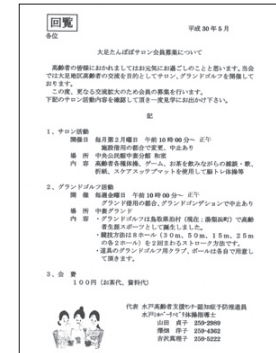 回覧
平成30年5月
各位
大足たんぽぽサロン会員募集について
高齢者の皆様におかれましてはお元気にお過ごしのことと思います。当会
では大足地区高齢者の交流を目的としてサロン、グランドゴルフを開催して
おります。
この度、更なる交流拡大のため会員の募集を行います。
下記のサロン活動内容を確認して頂き一度見学にお出かけ下さい。
記
1、サロン活動
開催日 毎月第2月曜日 午前10時00分～ 正午
施設借用の都合で変更、中止あり
場 所 中央公民館中妻分館 和室
内 容 高齢者各種体操、ゲーム、お茶を飲みながらの雑談・歌、
折紙、スケアステップマットを使用して脳トレ体操等
2、グランドゴルフ活動
開 催 毎週金曜日 午前10時00分～ 正午
グランド使用の都合、グランドコンデションで中止あり
場 所 中妻グランド
内 容 ・グランドゴルフは鳥取県泊村（現在；湯梨浜町）で高齢
者生涯スポーツとして誕生しました。
・競技方法は8ホール（30m、50m、15m、25m
の各2ホール）を2回まわるストローク方法です。
・道具のグランドゴルフ用クラブ、ボールは各自で用意し
て頂きます。
3、会 費
100円（お茶代、資料代）
代表 水戸高齢者支援センター認知症予防推進員
水戸シルバーリハビリ体操指導士
山田 貞子 259-2989
澤畑 洋子 259-4362
吉沢真理子 259-5222